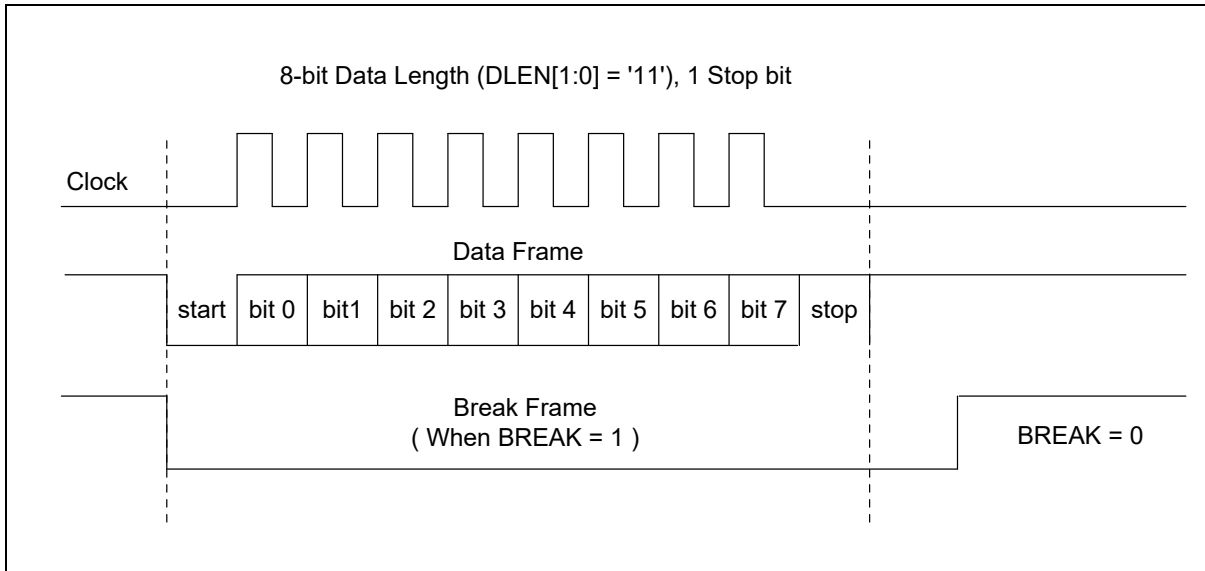 8-bit Data Length (DLEN[1:0] = '11'), 1 Stop bit
Clock
Data Frame
start bit 0 bit1 bit 2 bit 3 bit 4 bit 5 bit 6 bit 7 stop
Break Frame
( When BREAK = 1 )
BREAK = 0